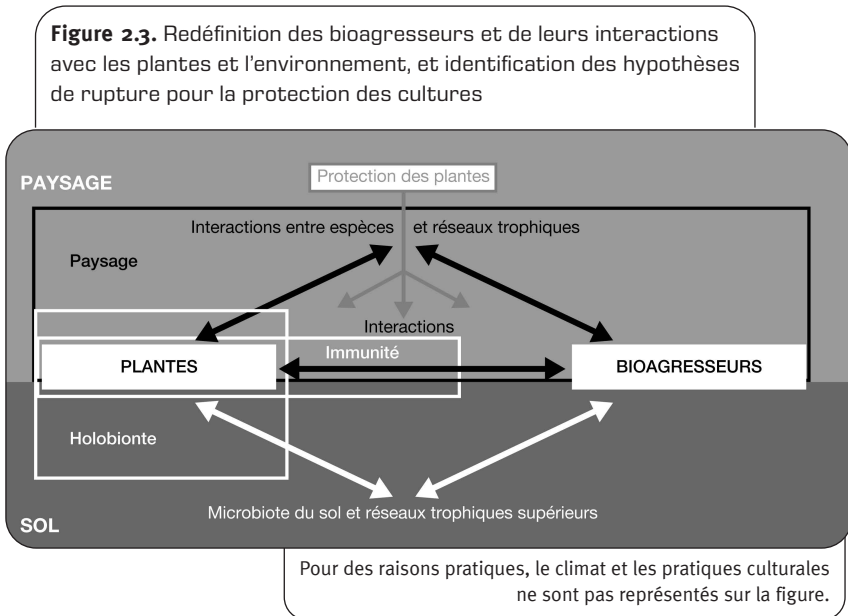 Figure 2.3. Redéfinition des bioagresseurs et de leurs interactions
avec les plantes et l'environnement, et identification des hypothèses
de rupture pour la protection des cultures
PAYSAGE
Protection des plantes
Interactions entre espèces et réseaux trophiques
Paysage
Interactions
Immunité
PLANTES
BIOAGRESSEURS
Holobionte
Microbiote du sol et réseaux trophiques supérieurs
SOL
Pour des raisons pratiques, le climat et les pratiques culturales
ne sont pas représentés sur la figure.